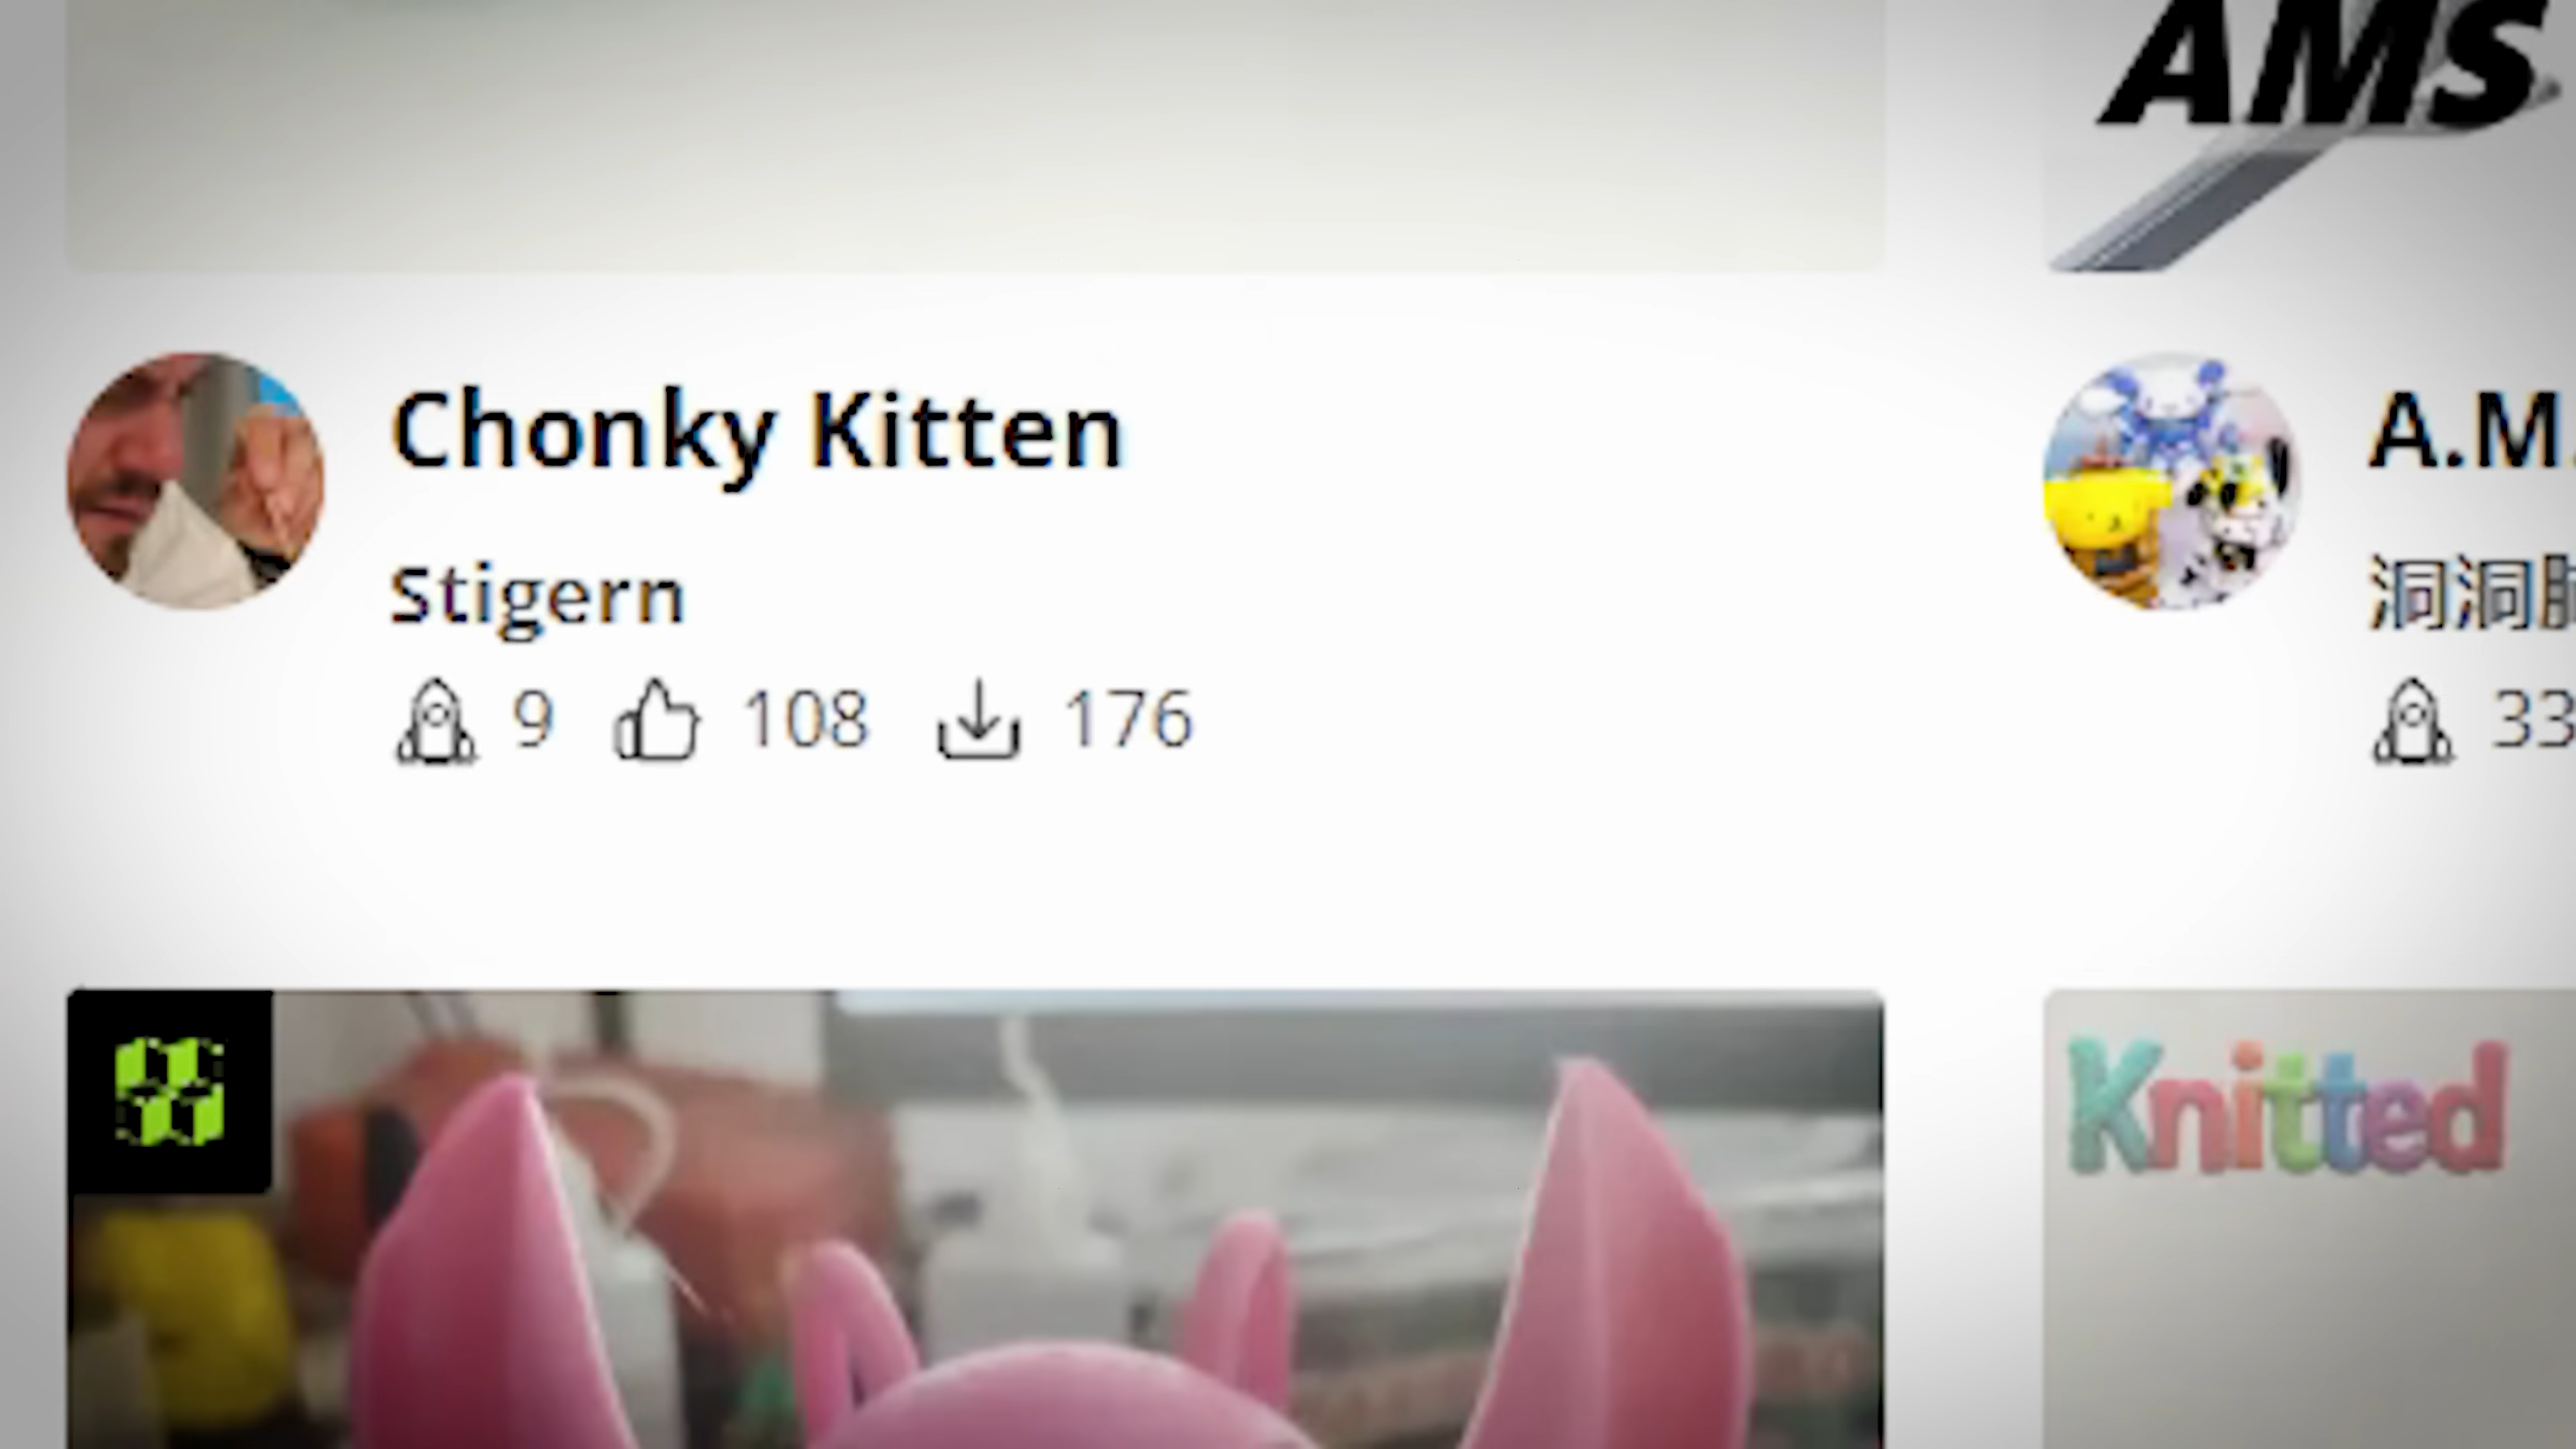 AMS
Chonky Kitten
Stigern
9 108 176
A.M.
洞洞
33
Knitted